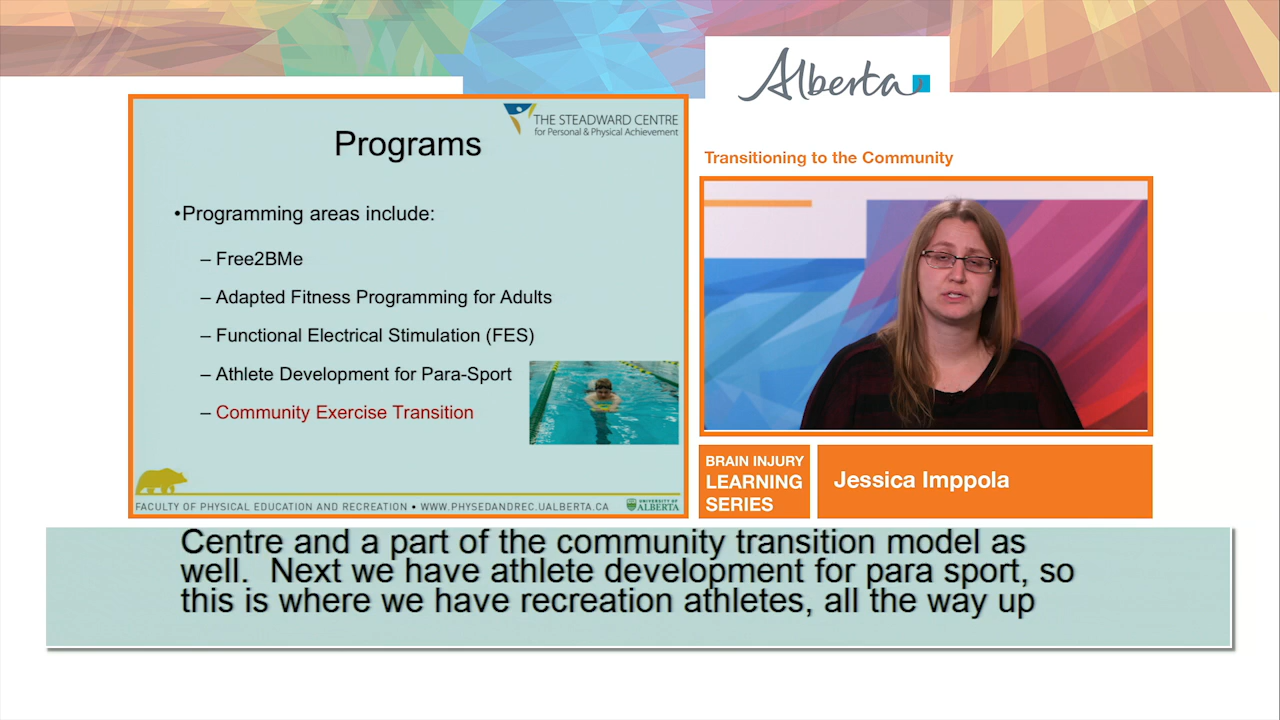 Alberta
THE STEADWARD CENTRE
for Personal & Physical Achievement
Programs
•Programming areas include:
– Free2BMe
– Adapted Fitness Programming for Adults
– Functional Electrical Stimulation (FES)
– Athlete Development for Para-Sport
– Community Exercise Transition
FACULTY OF PHYSICAL EDUCATION AND RECREATION • WWW.PHYSEDANDREC.UALBERTA.CA
UNIVERSITY OF
ALBERTA
Transitioning to the Community
BRAIN INJURY
LEARNING
SERIES
Jessica Imppola
Centre and a part of the community transition model as
well. Next we have athlete development for para sport, so
this is where we have recreation athletes, all the way up